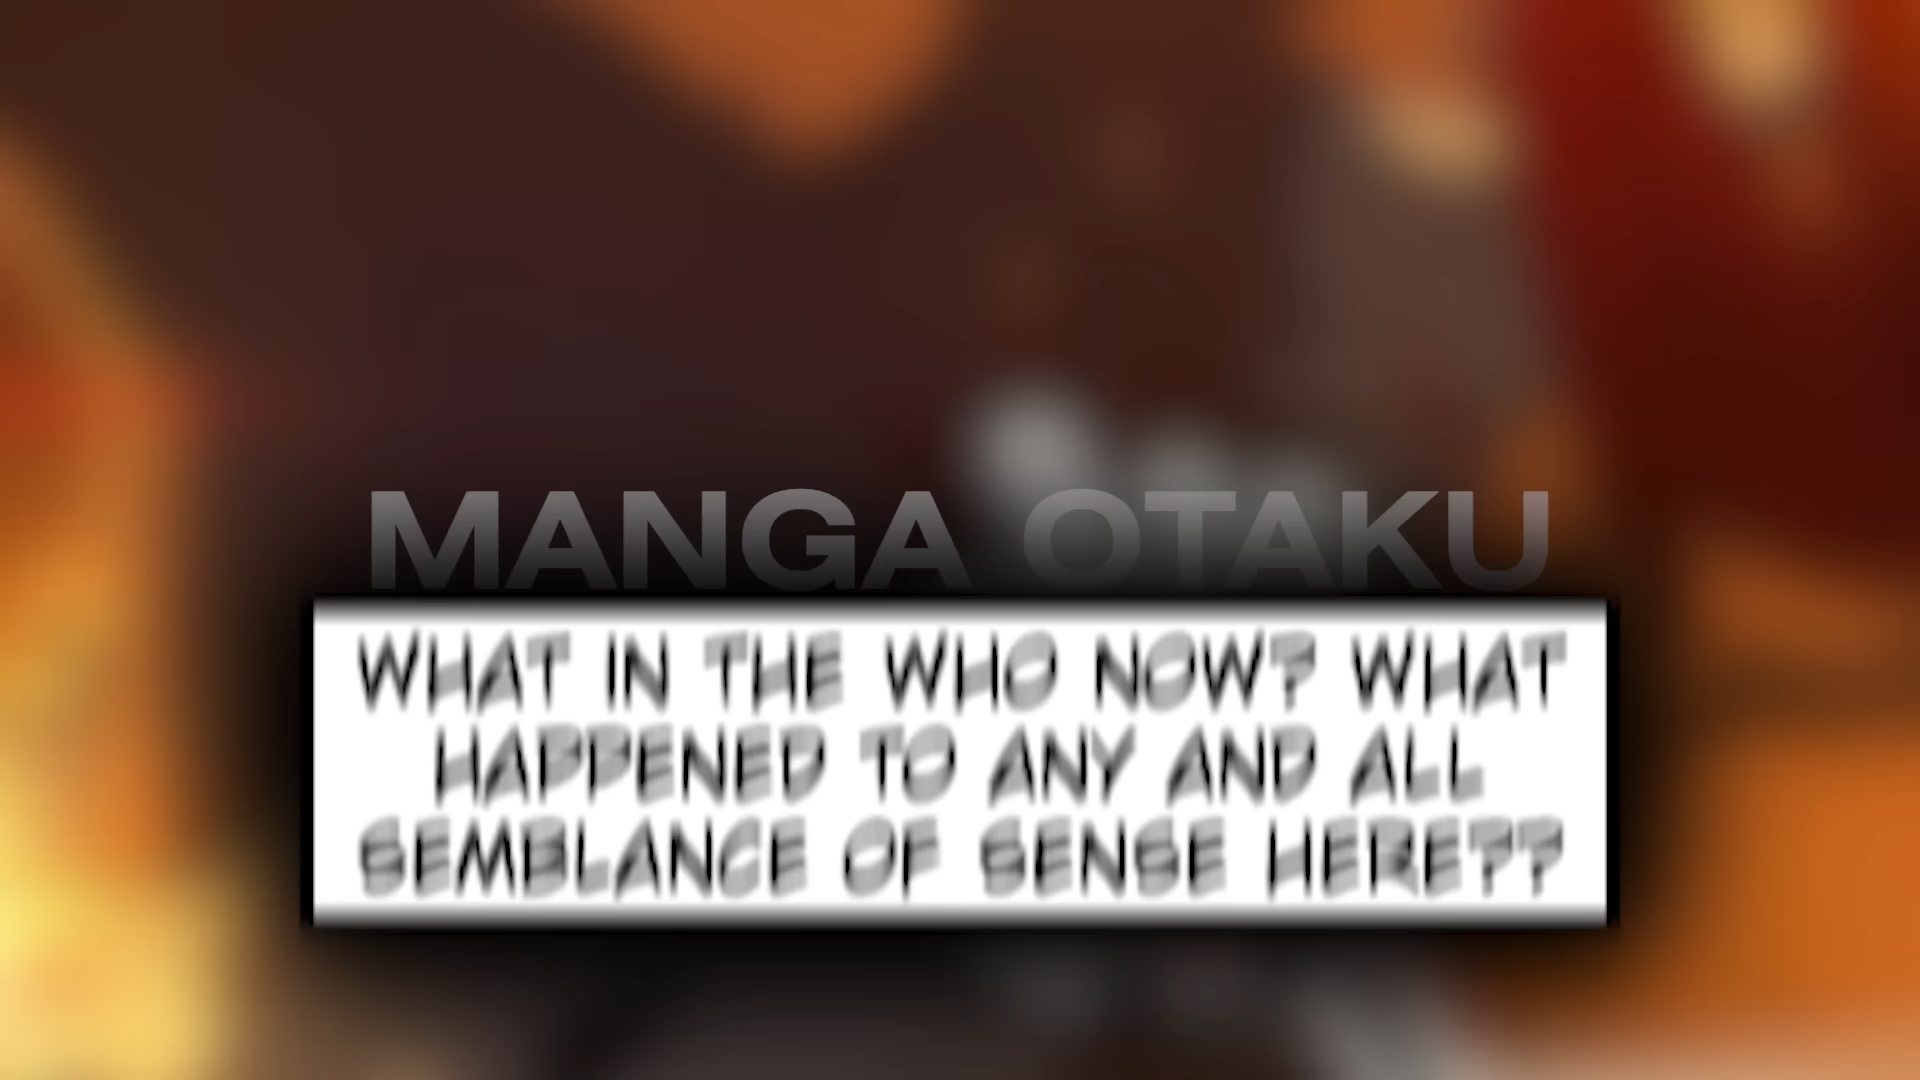 MANGA OTAKU
WHAT IN THE WHO NOW? WHAT
HAPPENED TO ANY AND ALL
SEMBLANCE OF SENSE HERE??